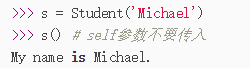 >>> s = Student('Michael')
>>> s() # self参数不要传入
My name is Michael.